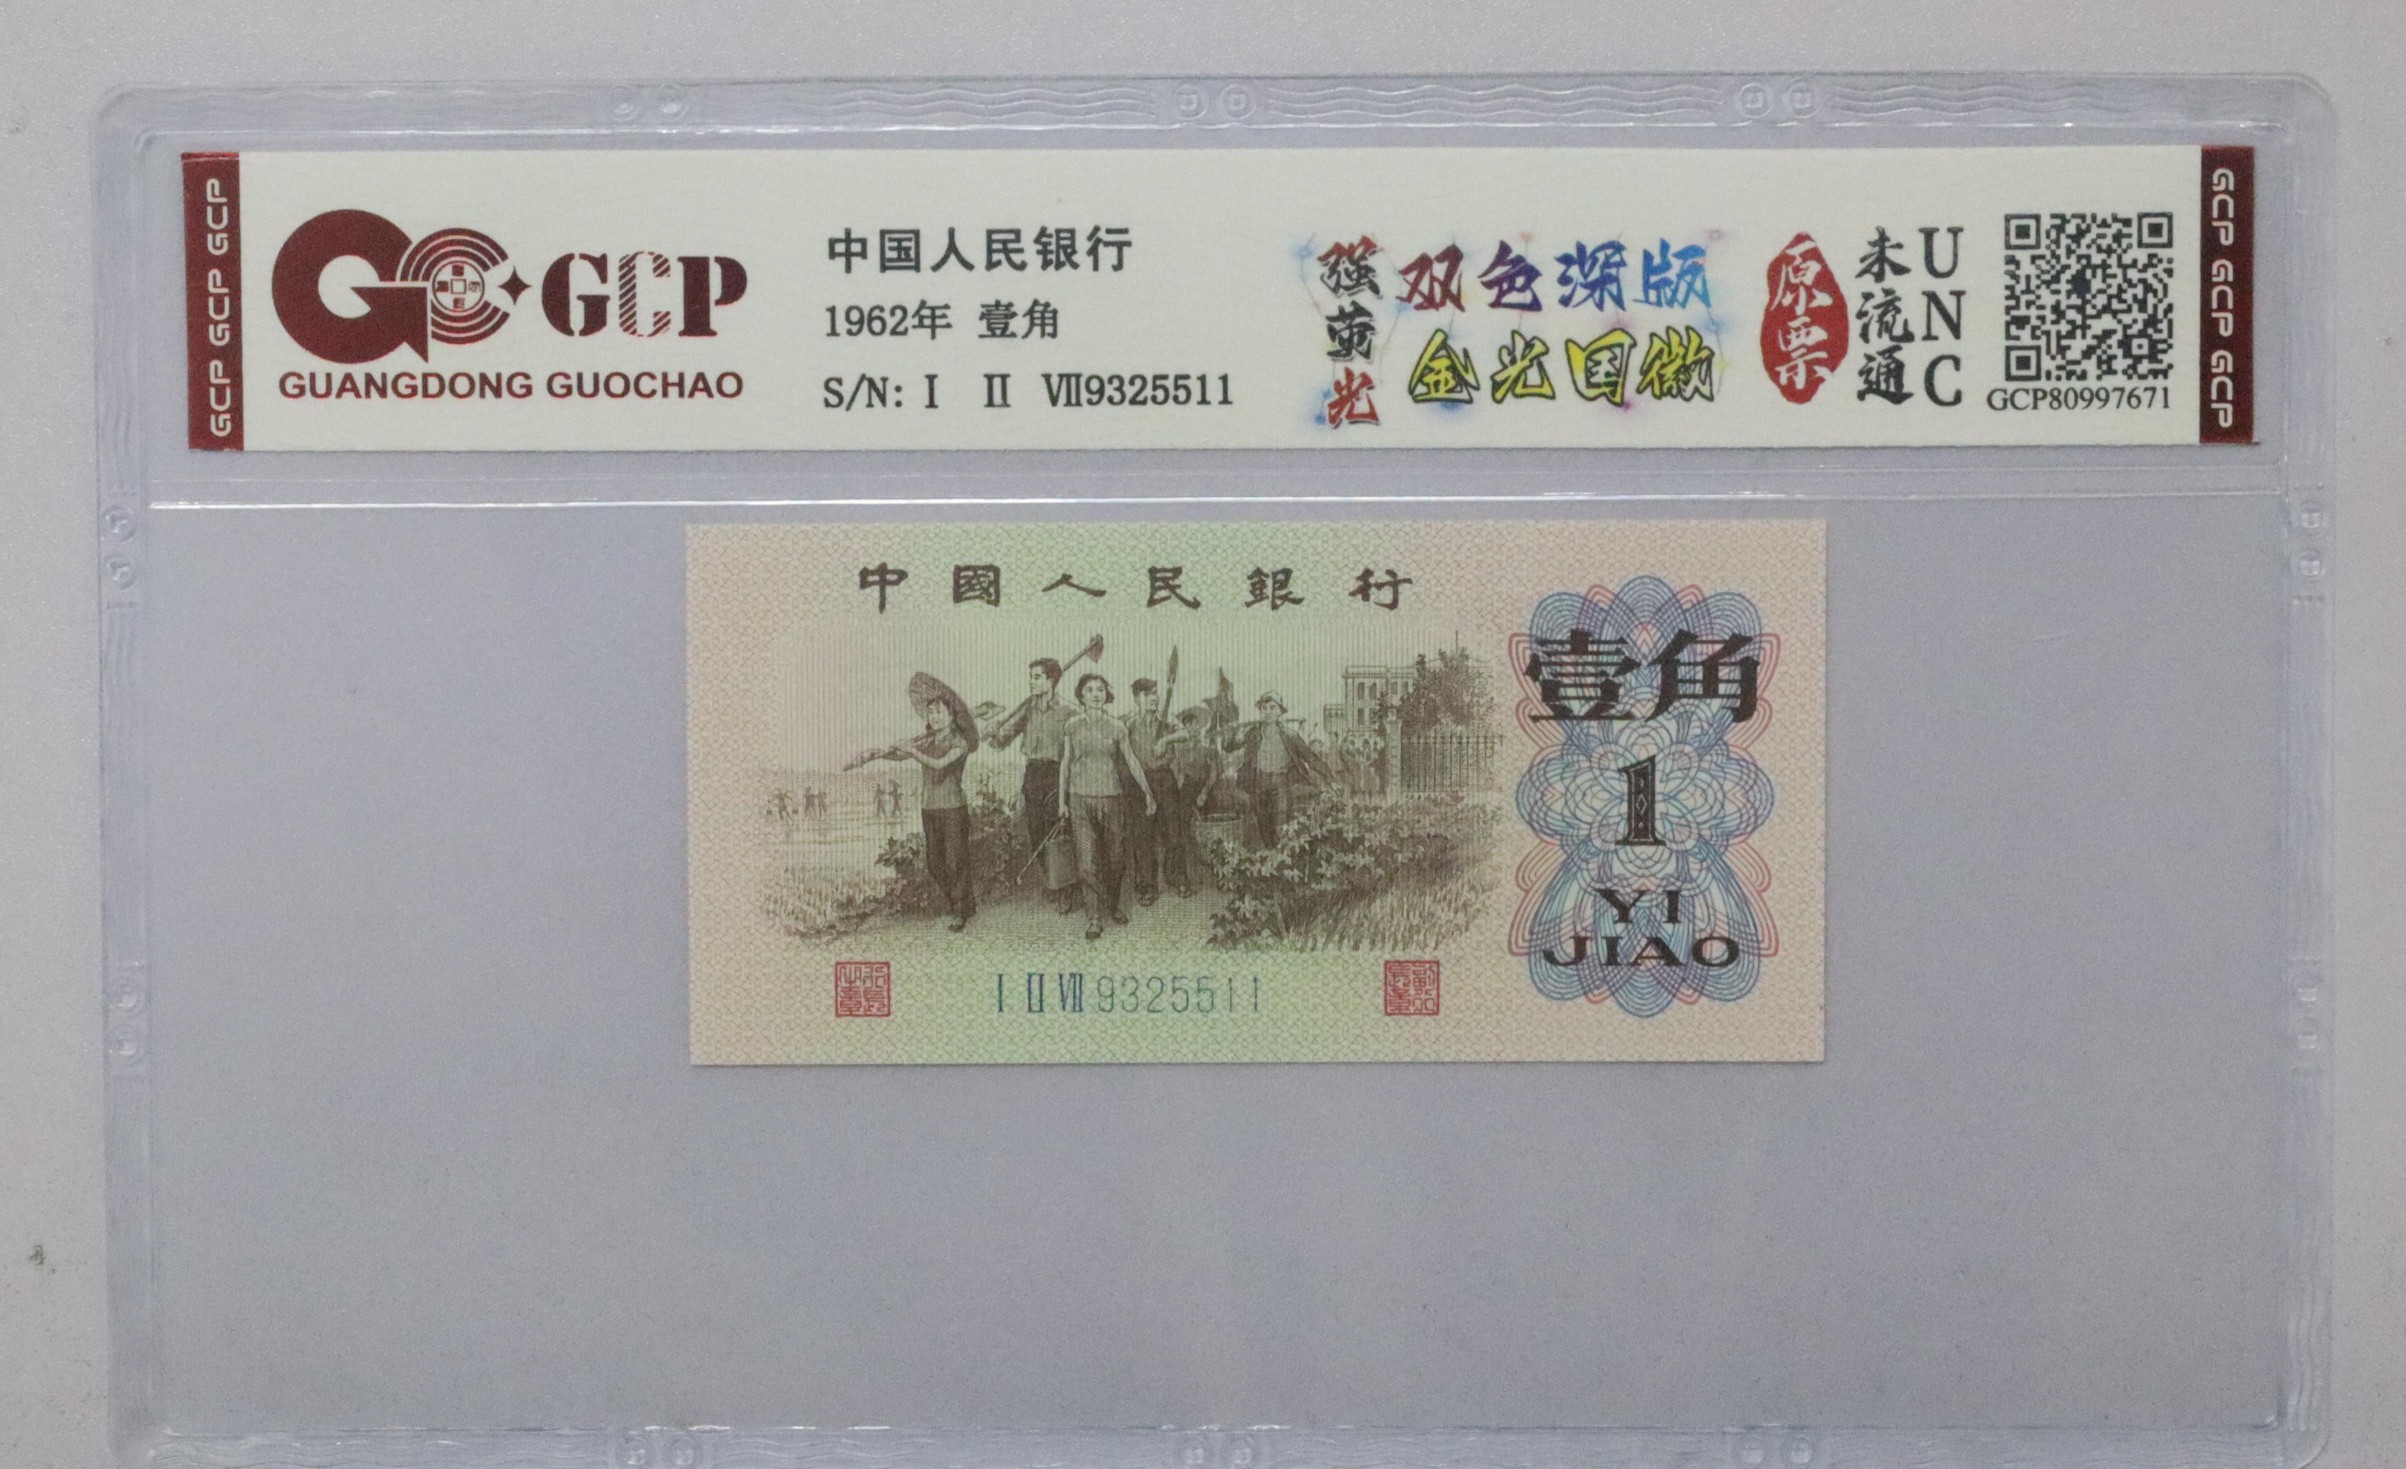 GCP GCP GCP
GCP
GUANGDONG GUOCHAO
中国人民银行
1962年 壹角
S/N: Ⅰ Ⅱ Ⅶ9325511
强荧光
双色深版
金光国徽
原票
未流通
UNC
GCP80997671
GCP GCP GCP
中國人民銀行
壹角
1
YI
JIAO
Ⅰ Ⅱ Ⅶ 9325511